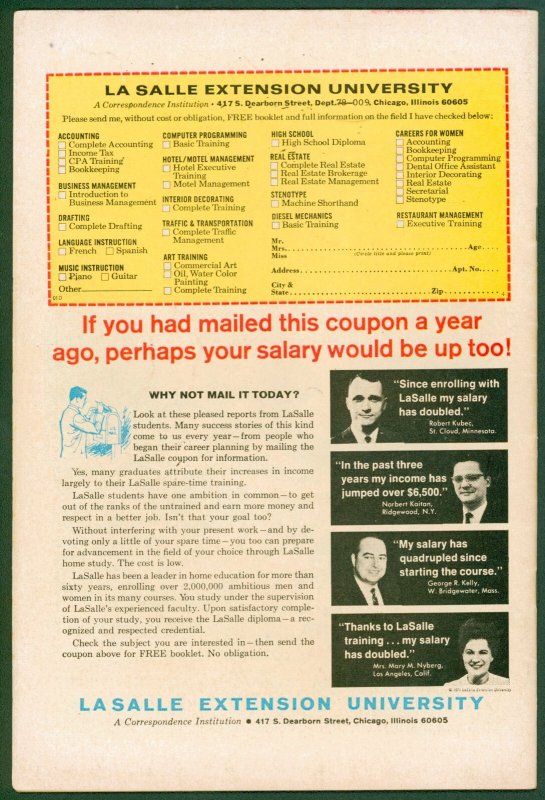 LA SALLE EXTENSION UNIVERSITY
A Correspondence Institution • 417 S. Dearborn Street, Dept. 78-009, Chicago, Illinois 60605
Please send me, without cost or obligation, FREE booklet and full information on the field I have checked below:
ACCOUNTING
Complete Accounting
Income Tax
CPA Training
Bookkeeping
BUSINESS MANAGEMENT
Introduction to
Business Management
DRAFTING
Complete Drafting
LANGUAGE INSTRUCTION
French Spanish
MUSIC INSTRUCTION
Piano Guitar
Other
010
COMPUTER PROGRAMMING
Basic Training
HOTEL/MOTEL MANAGEMENT
Hotel Executive
Training
Motel Management
INTERIOR DECORATING
Complete Training
TRAFFIC & TRANSPORTATION
Complete Traffic
Management
ART TRAINING
Commercial Art
Oil, Water Color
Painting
Complete Training
HIGH SCHOOL
High School Diploma
REAL ESTATE
Complete Real Estate
Real Estate Brokerage
Real Estate Management
STENOTYPE
Machine Shorthand
DIESEL MECHANICS
Basic Training
CAREERS FOR WOMEN
Accounting
Bookkeeping
Computer Programming
Dental Office Assistant
Interior Decorating
Real Estate
Secretarial
Stenotype
RESTAURANT MANAGEMENT
Executive Training
Mr.
Mrs. Age
Miss (Circle title and please print)
Address Apt. No.
City &
State Zip
If you had mailed this coupon a year
ago, perhaps your salary would be up too!
WHY NOT MAIL IT TODAY?
Look at these pleased reports from LaSalle
students. Many success stories of this kind
come to us every year—from people who
began their career planning by mailing the
LaSalle coupon for information.
Yes, many graduates attribute their increases in income
largely to their LaSalle spare-time training.
LaSalle students have one ambition in common—to get
out of the ranks of the untrained and earn more money and
respect in a better job. Isn't that your goal too?
Without interfering with your present work—and by de-
voting only a little of your spare time—you too can prepare
for advancement in the field of your choice through LaSalle
home study. The cost is low.
LaSalle has been a leader in home education for more than
sixty years, enrolling over 2,000,000 ambitious men and
women in its many courses. You study under the supervision
of LaSalle's experienced faculty. Upon satisfactory comple-
tion of your study, you receive the LaSalle diploma—a rec-
ognized and respected credential.
Check the subject you are interested in—then send the
coupon above for FREE booklet. No obligation.
"Since enrolling with
LaSalle my salary
has doubled."
Robert Kubec,
St. Cloud, Minnesota.
"In the past three
years my income has
jumped over $6,500."
Norbert Kaitan,
Ridgewood, N.Y.
"My salary has
quadrupled since
starting the course."
George R. Kelly,
W. Bridgewater, Mass.
"Thanks to LaSalle
training . . . my salary
has doubled."
Mrs. Mary M. Nyberg,
Los Angeles, Calif.
© 1971 LaSalle Extension University
LASALLE EXTENSION UNIVERSITY
A Correspondence Institution • 417 S. Dearborn Street, Chicago, Illinois 60605